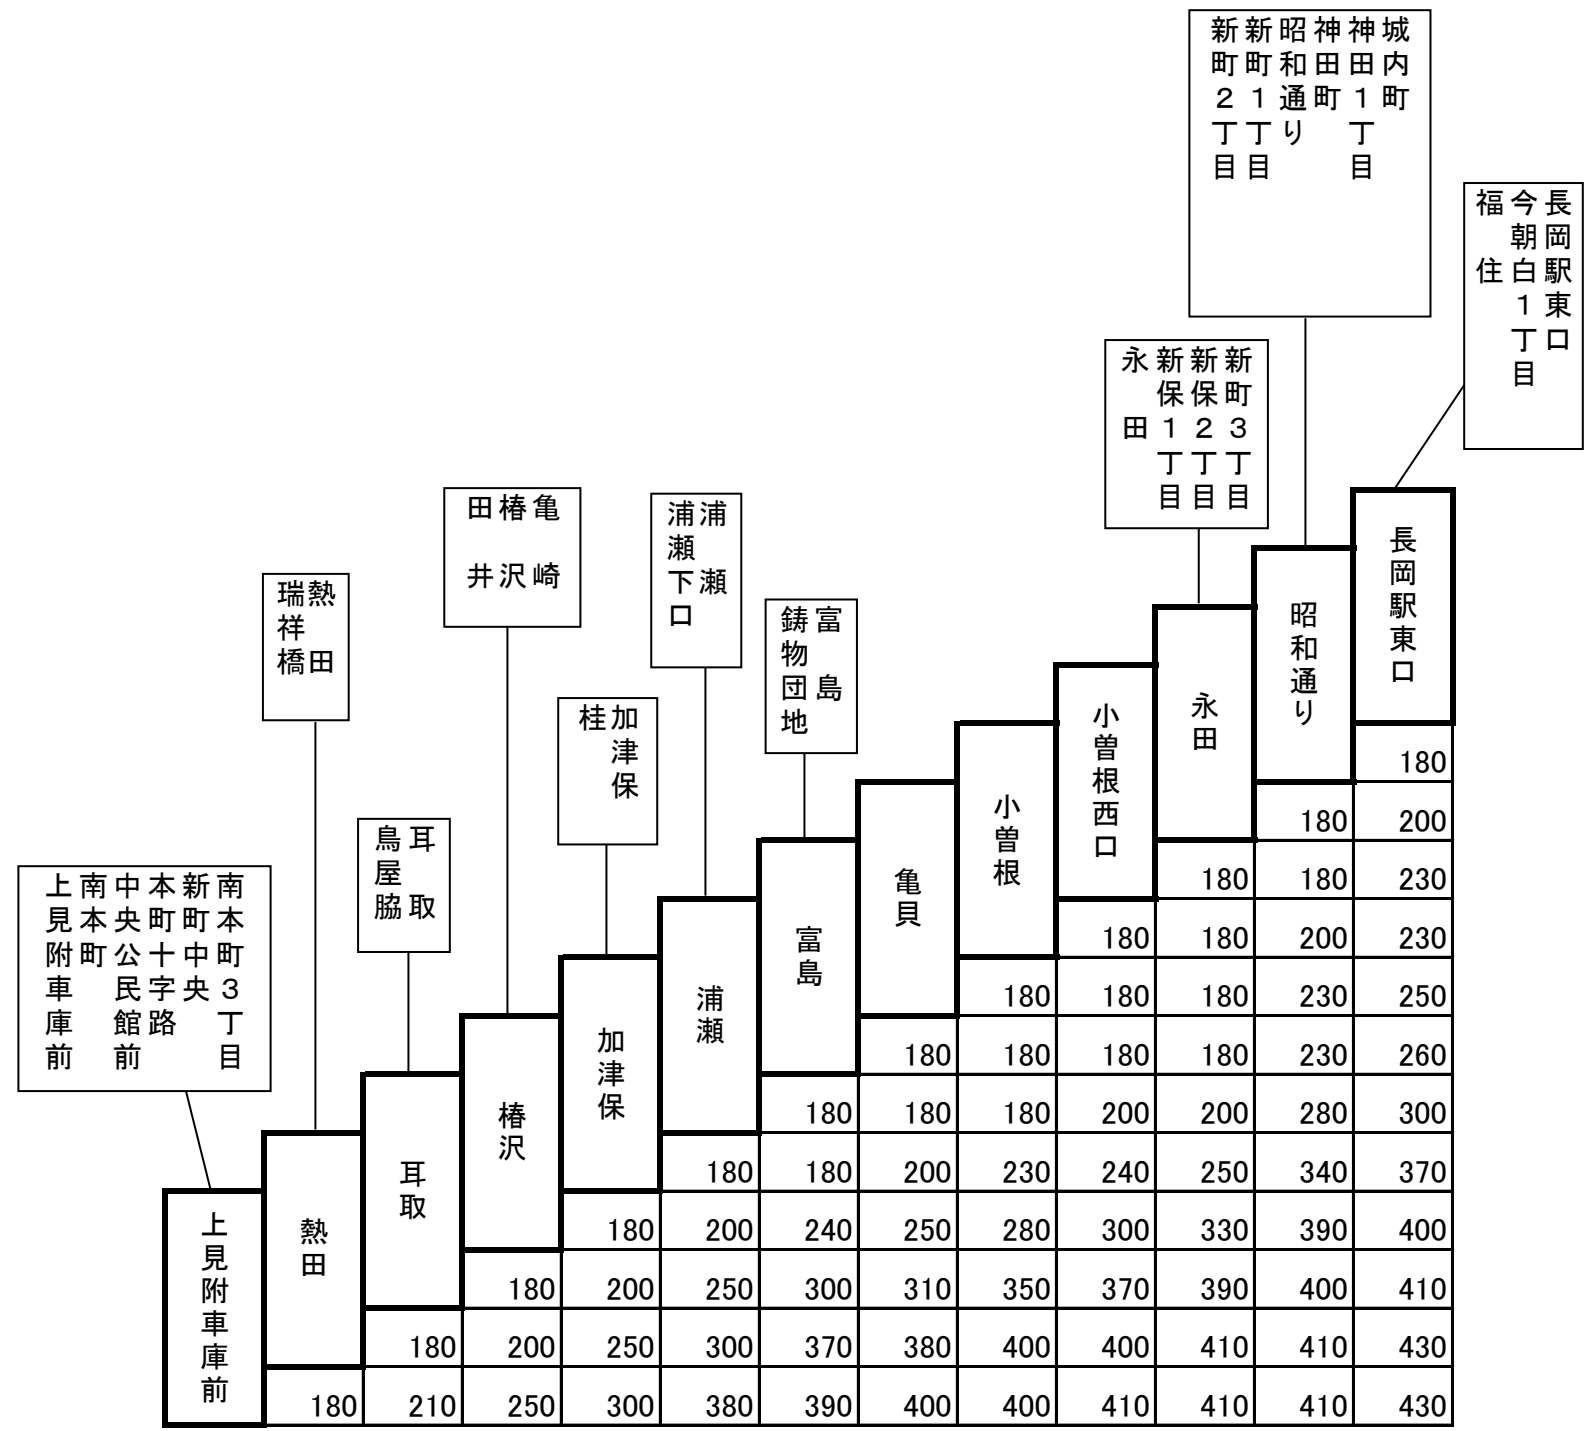 城内町
神田1丁目
神田町
昭和通り
新町1丁目
新町2丁目
長岡駅東口
今朝白1丁目
福住
新町3丁目
新保2丁目
新保1丁目
永田
亀崎
椿沢
田井
浦瀬
浦瀬下口
熱田
瑞祥橋
富島
鋳物団地
加津保
桂
耳取
鳥屋脇
南本町3丁目
新町中央
本町十字路
中央公民館前
南本町
上見附車庫前
長岡駅東口
昭和通り
永田
小曽根西口
小曽根
亀貝
富島
浦瀬
加津保
椿沢
耳取
熱田
上見附車庫前
180
180 200
180 180 230
180 180 200 230
180 180 180 230 250
180 180 180 180 230 260
180 180 180 200 200 280 300
180 180 200 230 240 250 340 370
180 200 240 250 280 300 330 390 400
180 200 250 300 310 350 370 390 400 410
180 200 250 300 370 380 400 400 410 410 430
180 210 250 300 380 390 400 400 410 410 410 430